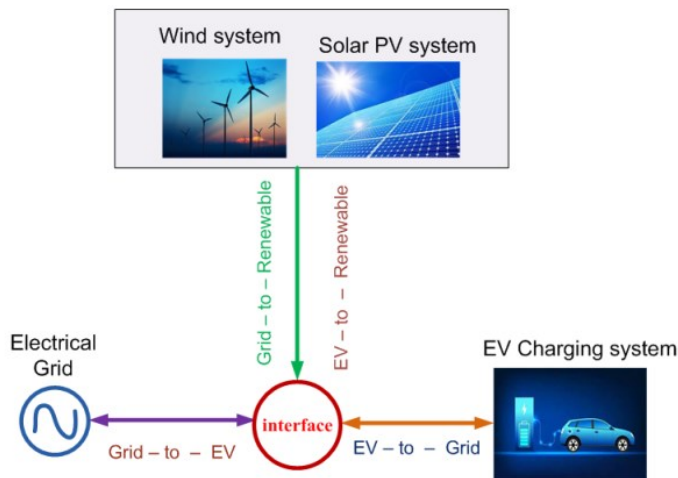 Wind system
Solar PV system
Grid – to – Renewable
EV – to – Renewable
Electrical
Grid
EV Charging system
interface
Grid – to – EV
EV – to – Grid